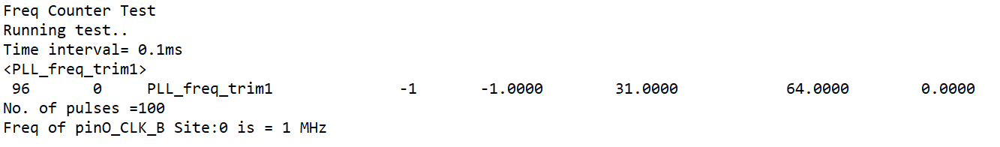 Freq Counter Test
Running test..
Time interval= 0.1ms
<PLL_freq_trim1>
96 0 PLL_freq_trim1 -1 -1.0000 31.0000 64.0000 0.0000
No. of pulses =100
Freq of pinO_CLK_B Site:0 is = 1 MHz